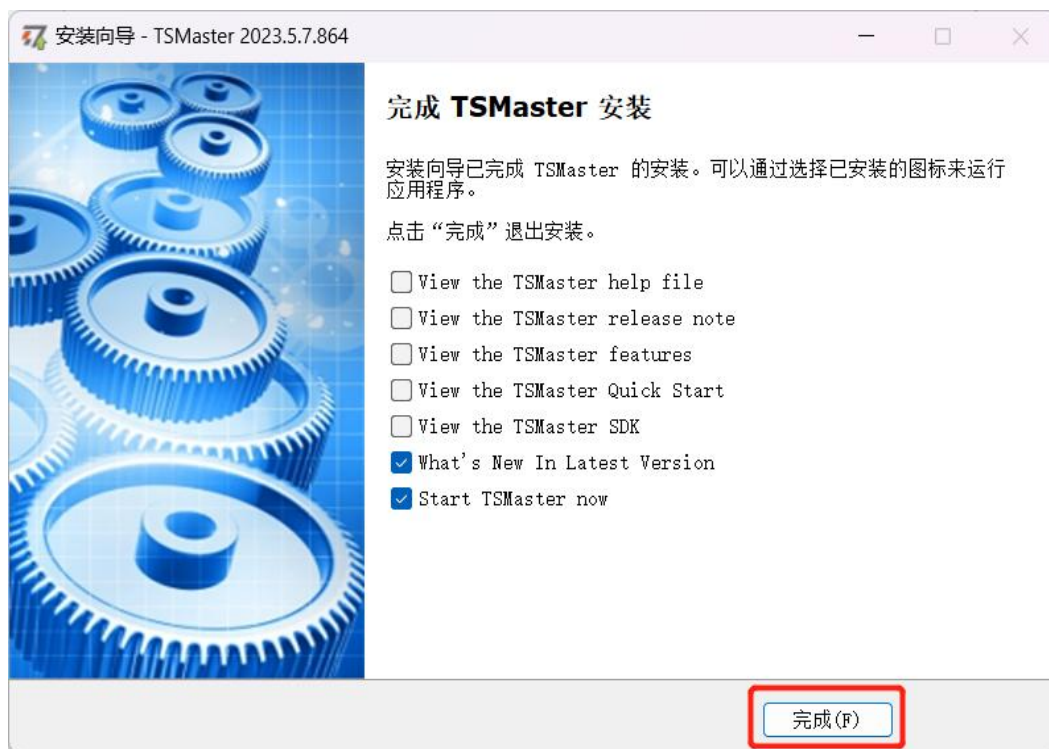 安装向导 - TSMaster 2023.5.7.864
完成 TSMaster 安装
安装向导已完成 TSMaster 的安装。可以通过选择已安装的图标来运行
应用程序。
点击“完成”退出安装。
View the TSMaster help file
View the TSMaster release note
View the TSMaster features
View the TSMaster Quick Start
View the TSMaster SDK
What's New In Latest Version
Start TSMaster now
完成(F)